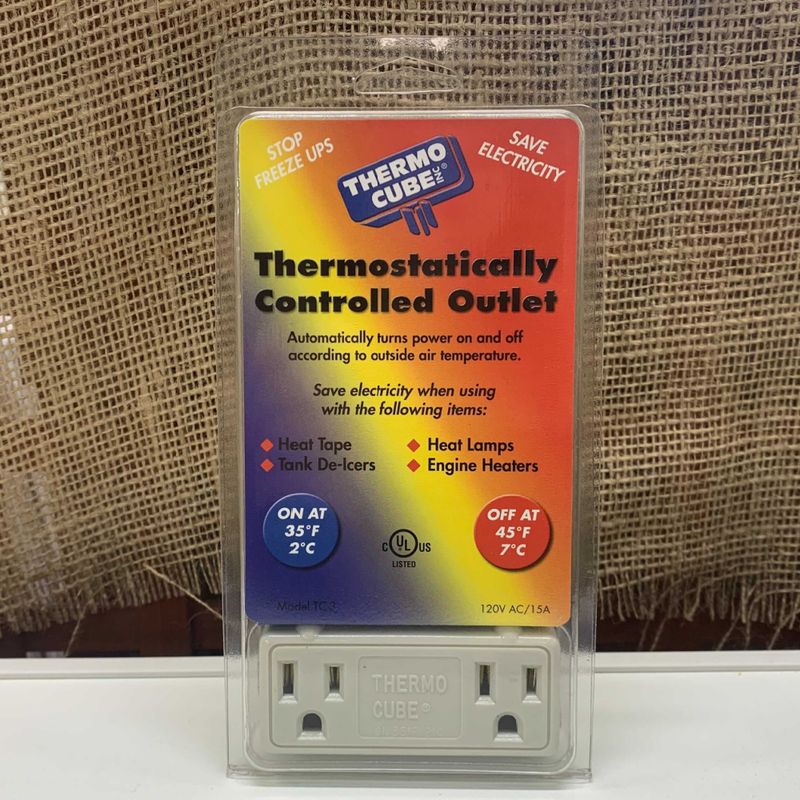 STOP
FREEZE UPS
THERMO
CUBE® INC
SAVE
ELECTRICITY
Thermostatically
Controlled Outlet
Automatically turns power on and off
according to outside air temperature.
Save electricity when using
with the following items:
Heat Tape
Tank De-Icers
Heat Lamps
Engine Heaters
ON AT
35°F
2°C
OFF AT
45°F
7°C
C UL US
LISTED
Model TC-3
120V AC/15A
THERMO
CUBE®